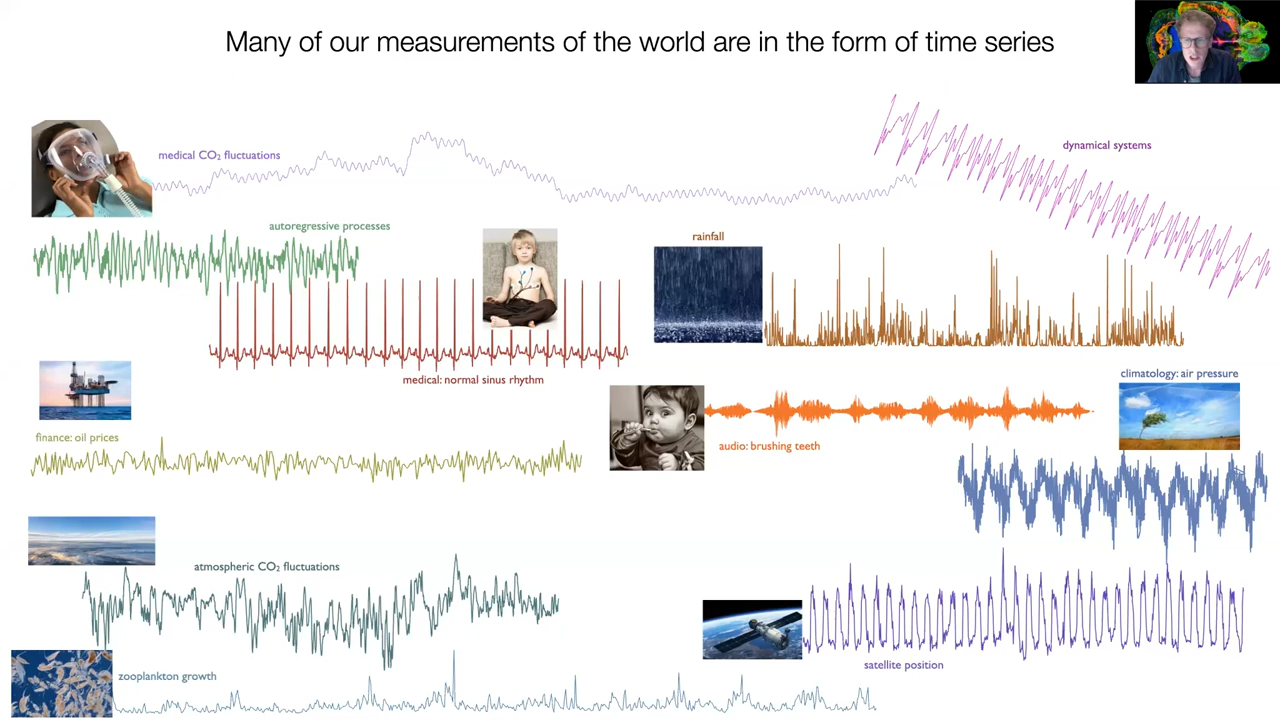 Many of our measurements of the world are in the form of time series
medical CO₂ fluctuations
dynamical systems
autoregressive processes
rainfall
medical: normal sinus rhythm
climatology: air pressure
finance: oil prices
audio: brushing teeth
atmospheric CO₂ fluctuations
satellite position
zooplankton growth